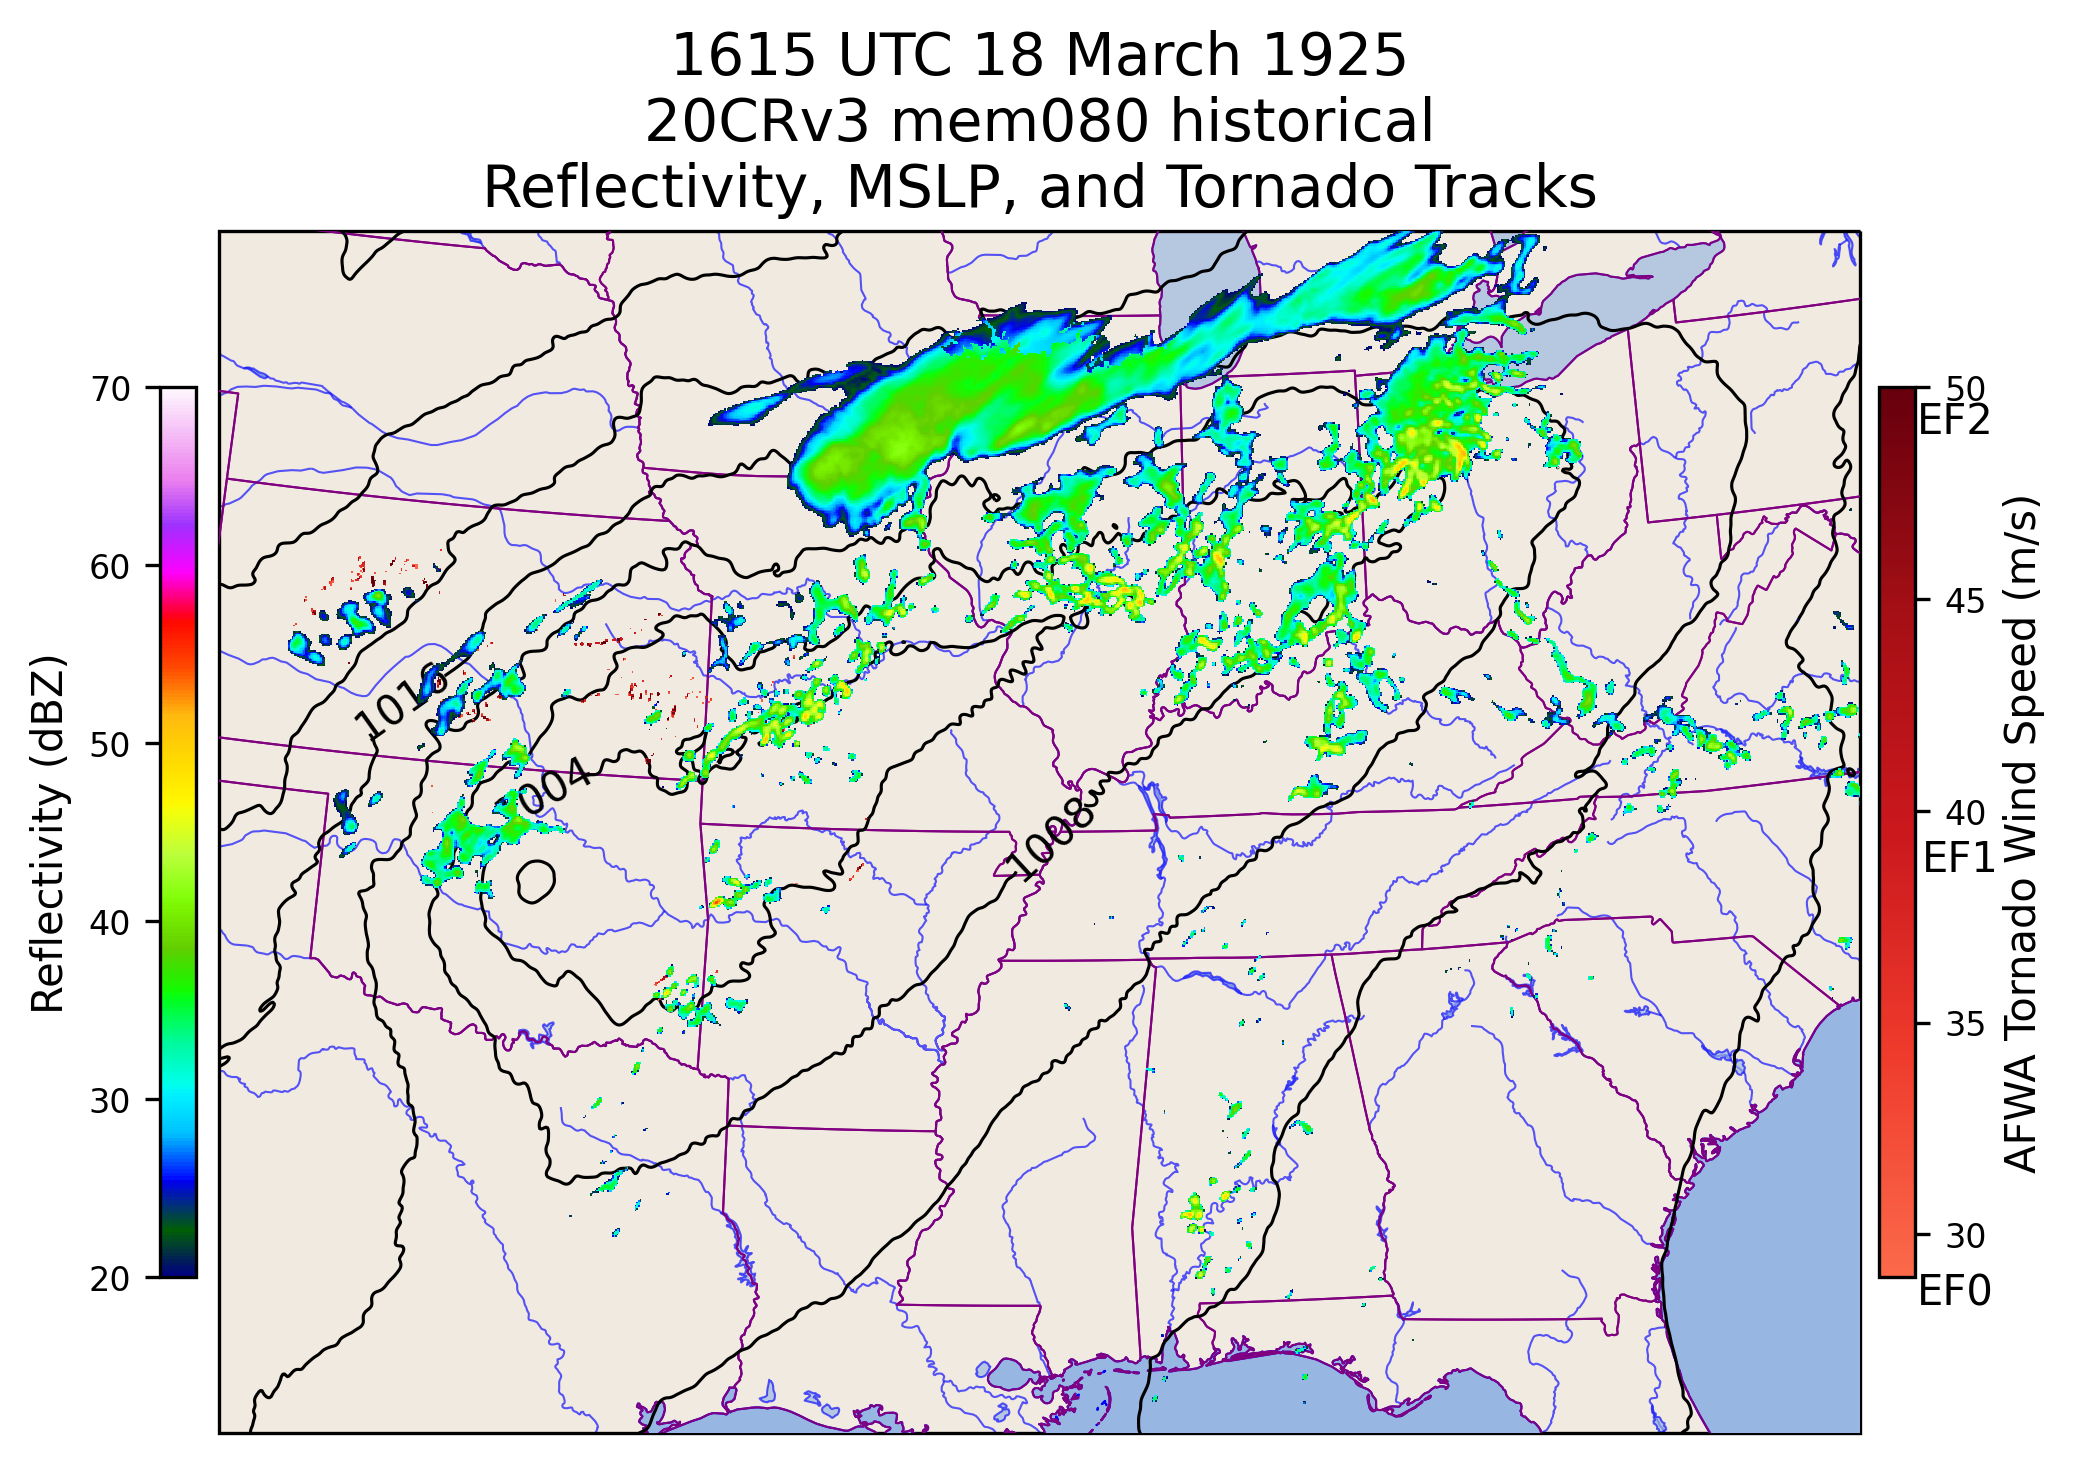 1615 UTC 18 March 1925
20CRv3 mem080 historical
Reflectivity, MSLP, and Tornado Tracks
Reflectivity (dBZ)
70
60
50
40
30
20
1016
1004
1008
50
EF2
45
40
EF1
35
30
EF0
AFWA Tornado Wind Speed (m/s)